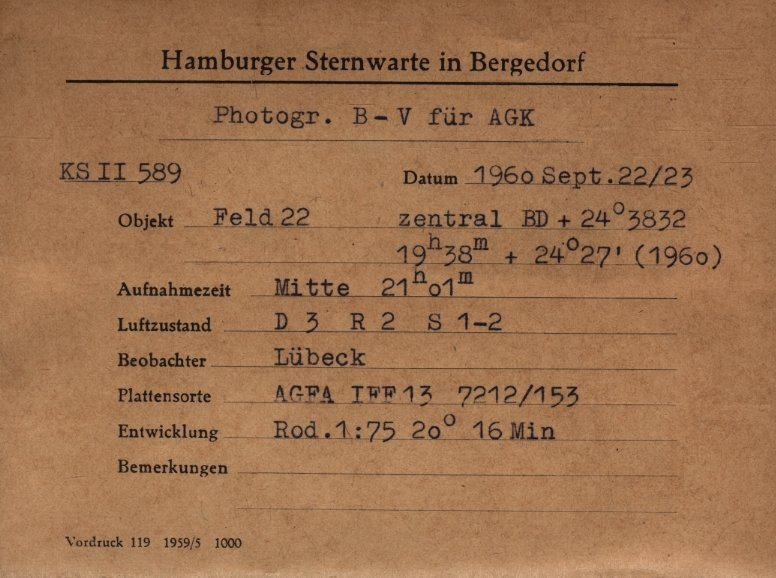 Hamburger Sternwarte in Bergedorf
Photogr. B-V für AGK
KS II 589 Datum 1960 Sept.22/23
Objekt Feld 22 zentral BD + 24°3832
19ʰ38ᵐ + 24°27' (1960)
Aufnahmezeit Mitte 21ʰ01ᵐ
Luftzustand D 3 R 2 S 1-2
Beobachter Lübeck
Plattensorte AGFA IFF 13 7212/153
Entwicklung Rod.1:75 20° 16 Min
Bemerkungen
Vordruck 119 1959/5 1000